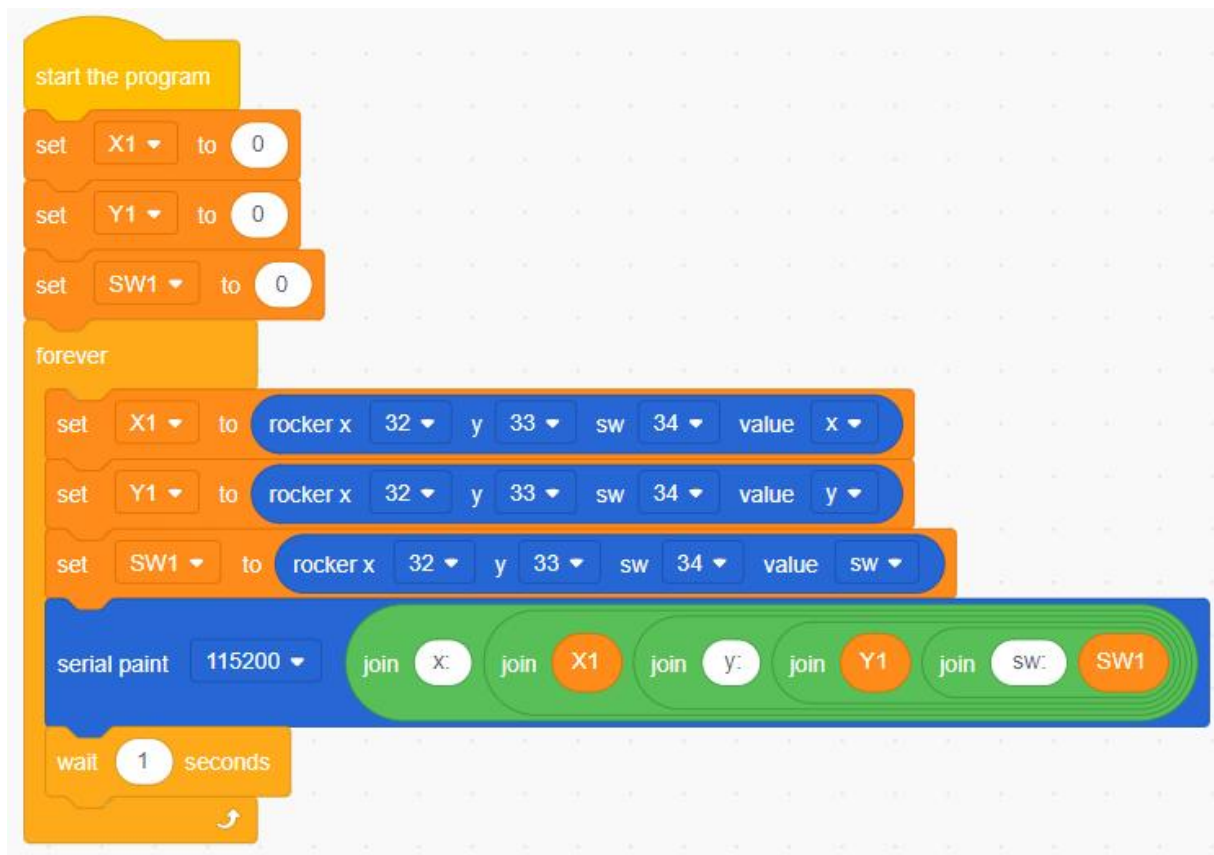 start the program
set X1 to 0
set Y1 to 0
set SW1 to 0
forever
set X1 to rocker x 32 y 33 sw 34 value x
set Y1 to rocker x 32 y 33 sw 34 value y
set SW1 to rocker x 32 y 33 sw 34 value sw
serial paint 115200 join x: join X1 join y: join Y1 join sw: SW1
wait 1 seconds